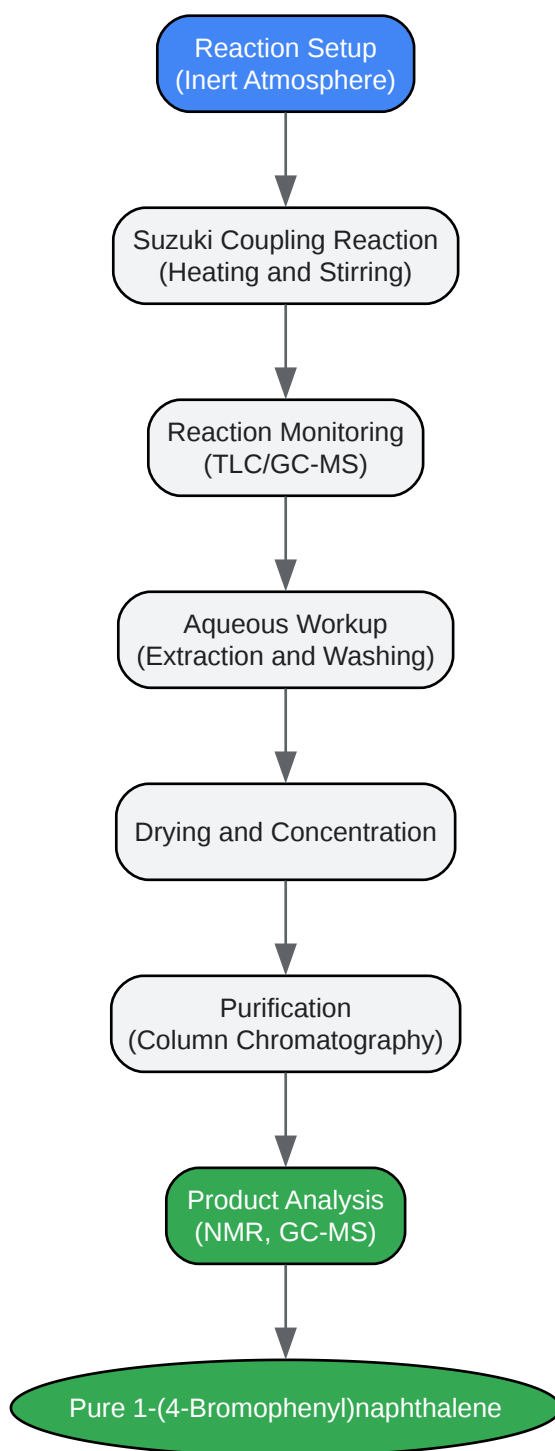 Reaction Setup
(Inert Atmosphere)
Suzuki Coupling Reaction
(Heating and Stirring)
Reaction Monitoring
(TLC/GC-MS)
Aqueous Workup
(Extraction and Washing)
Drying and Concentration
Purification
(Column Chromatography)
Product Analysis
(NMR, GC-MS)
Pure 1-(4-Bromophenyl)naphthalene